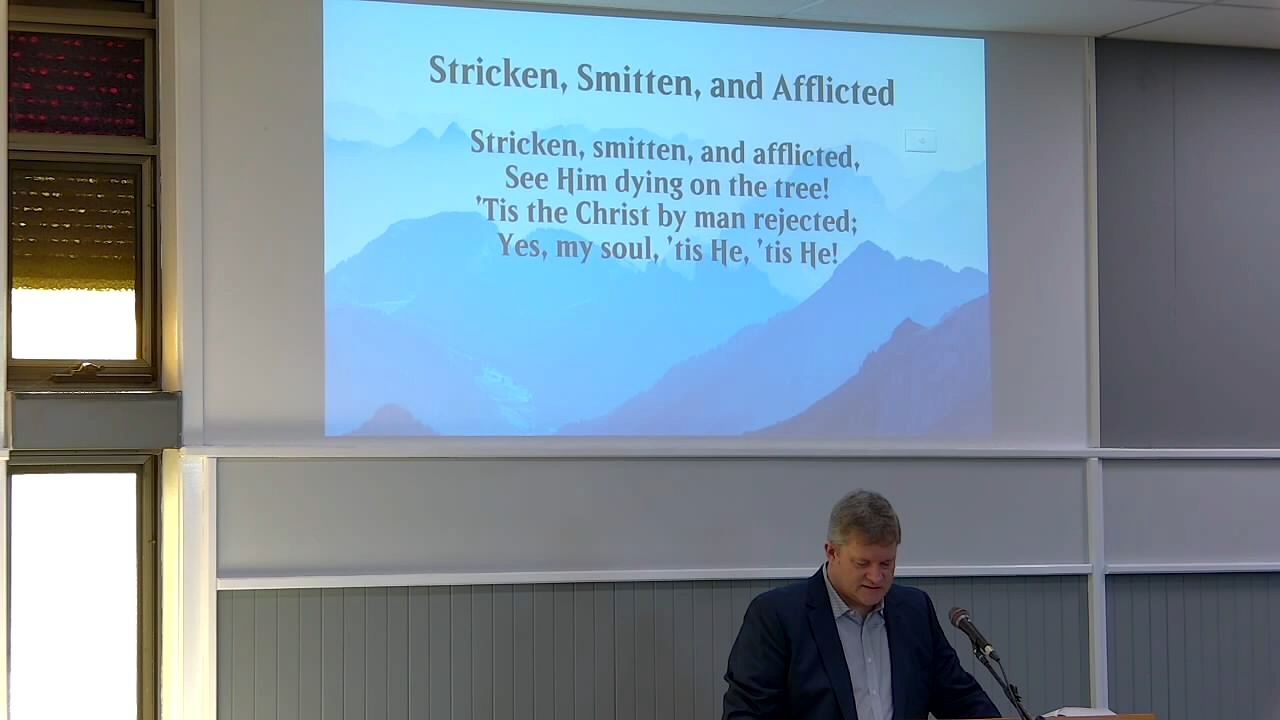 Stricken, Smitten, and Afflicted
Stricken, smitten, and afflicted,
See Him dying on the tree!
'Tis the Christ by man rejected;
Yes, my soul, 'tis He, 'tis He!